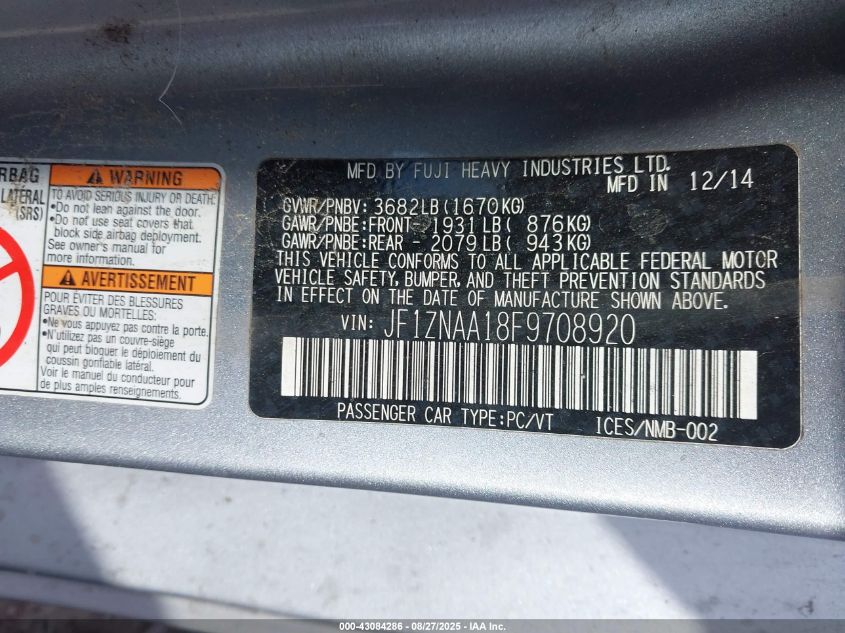 RBAG
LATÉRAL
(SRS)
WARNING
TO AVOID SERIOUS INJURY OR DEATH:
•Do not lean against the door.
•Do not use seat covers that
block side airbag deployment.
See owner's manual for
more information.
AVERTISSEMENT
POUR ÉVITER DES BLESSURES
GRAVES OU MORTELLES:
•Ne vous appuyez pas contre la porte.
•N'utilisez pas un couvre-siège
qui peut bloquer le déploiement du
coussin gonflable latéral.
Voir le manuel du conducteur pour
de plus amples renseignements.
MFD BY FUJI HEAVY INDUSTRIES LTD.
MFD IN 12/14
GVWR/PNBV: 3682LB(1670KG)
GAWR/PNBE:FRONT - 1931LB( 876KG)
GAWR/PNBE:REAR - 2079LB( 943KG)
THIS VEHICLE CONFORMS TO ALL APPLICABLE FEDERAL MOTOR
VEHICLE SAFETY, BUMPER, AND THEFT PREVENTION STANDARDS
IN EFFECT ON THE DATE OF MANUFACTURE SHOWN ABOVE.
VIN: JF1ZNAA18F9708920
PASSENGER CAR TYPE:PC/VT ICES/NMB-002
000-43084286 - 08/27/2025 - IAA Inc.